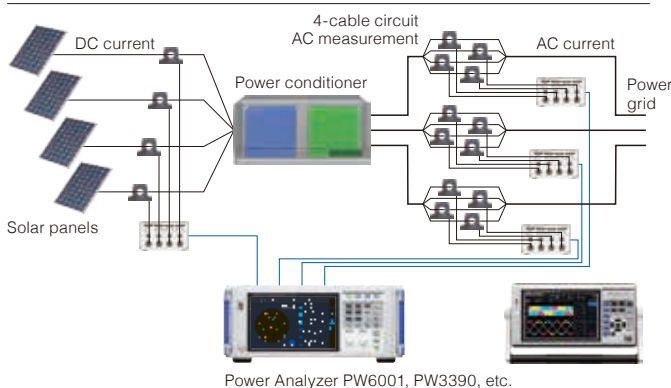 4-cable circuit
AC measurement
DC current
AC current
Power conditioner
Power
grid
Solar panels
Power Analyzer PW6001, PW3390, etc.